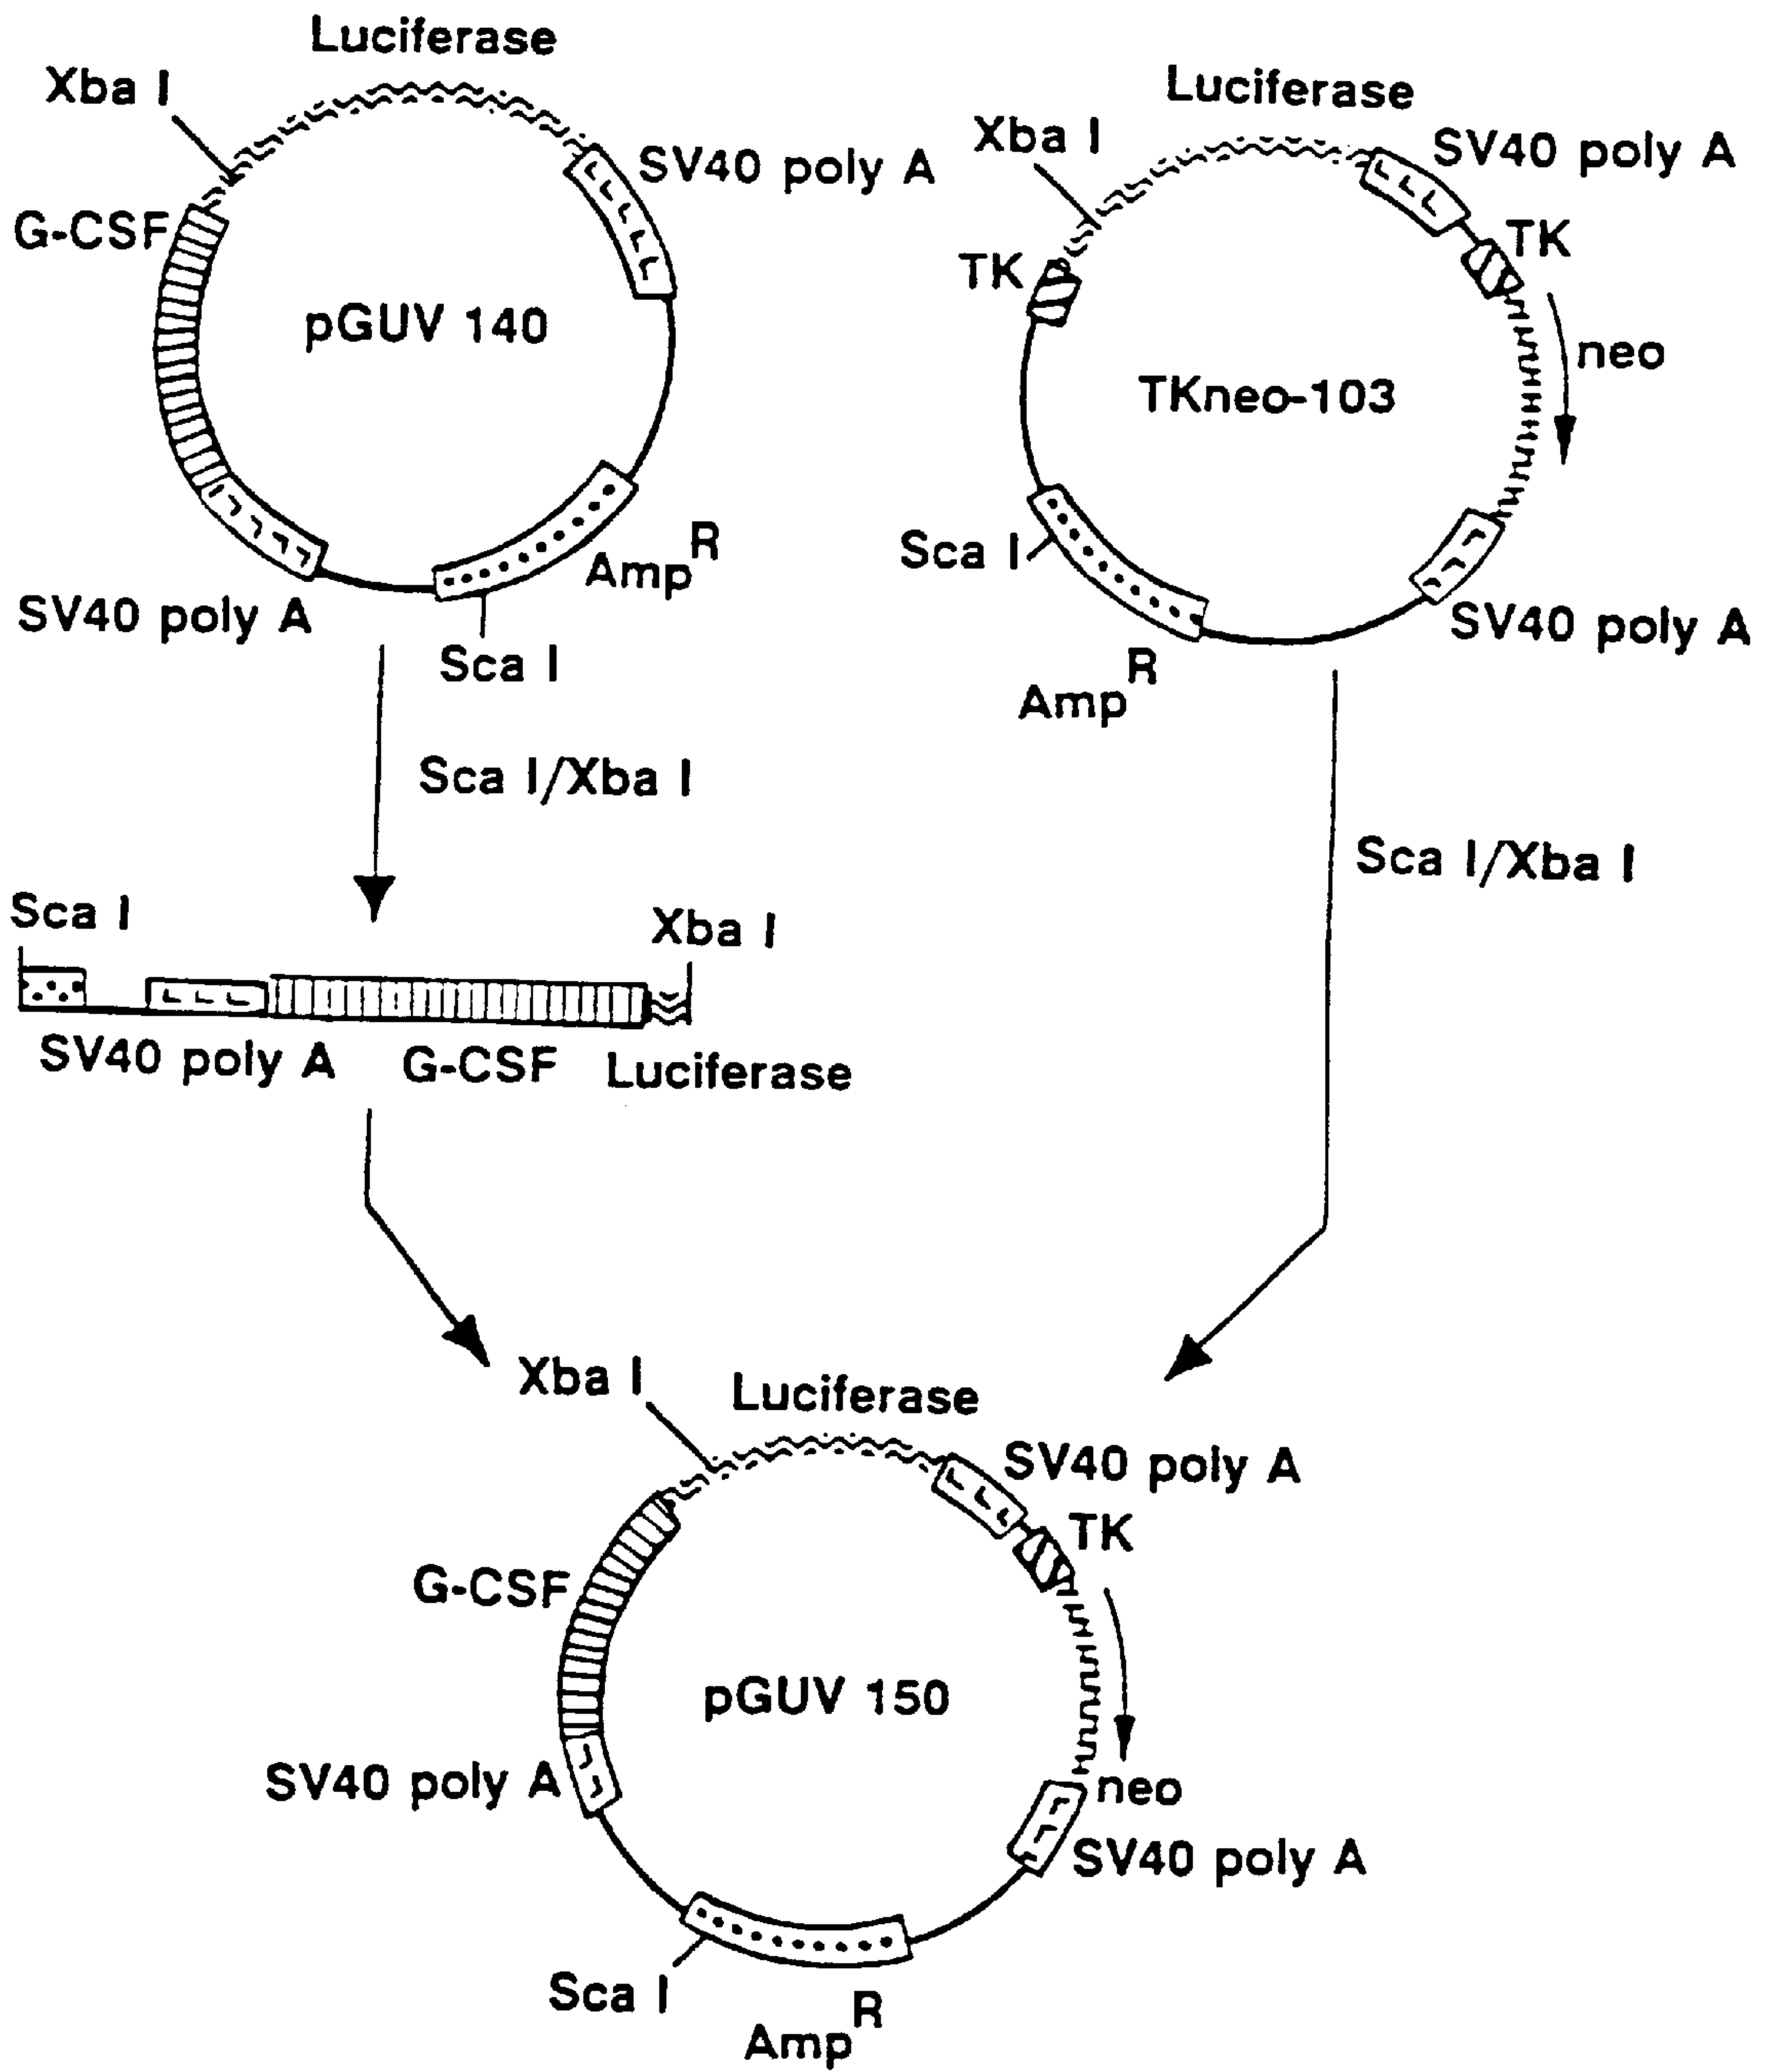 Luciferase
Xba I
SV40 poly A
G-CSF
pGUV 140
Amp R
SV40 poly A
Sca I
Luciferase
Xba I
SV40 poly A
TK
TK
neo
TKneo-103
Sca I
SV40 poly A
Amp R
Sca I/Xba I
Sca I/Xba I
Sca I
Xba I
SV40 poly A
G-CSF
Luciferase
Xba I
Luciferase
SV40 poly A
TK
G-CSF
pGUV 150
SV40 poly A
neo
SV40 poly A
Sca I
Amp R